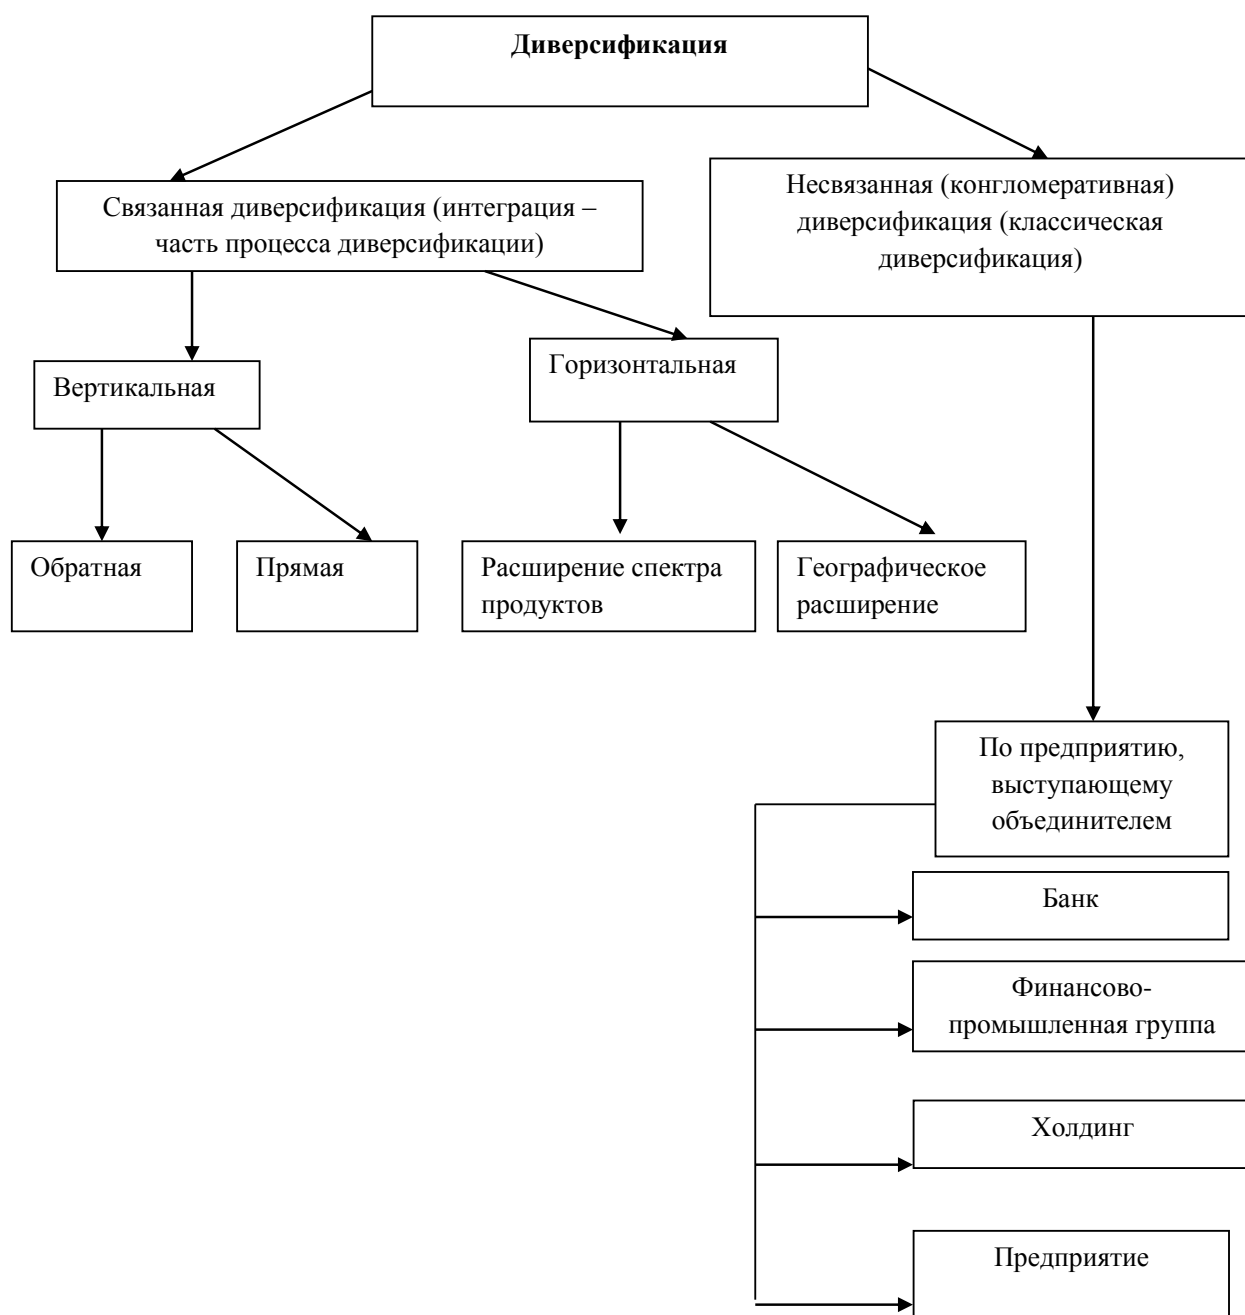 Диверсификация
Связанная диверсификация (интеграция –
часть процесса диверсификации)
Несвязанная (конгломеративная)
диверсификация (классическая
диверсификация)
Вертикальная
Горизонтальная
Обратная
Прямая
Расширение спектра
продуктов
Географическое
расширение
По предприятию,
выступающему
объединителем
Банк
Финансово-
промышленная группа
Холдинг
Предприятие